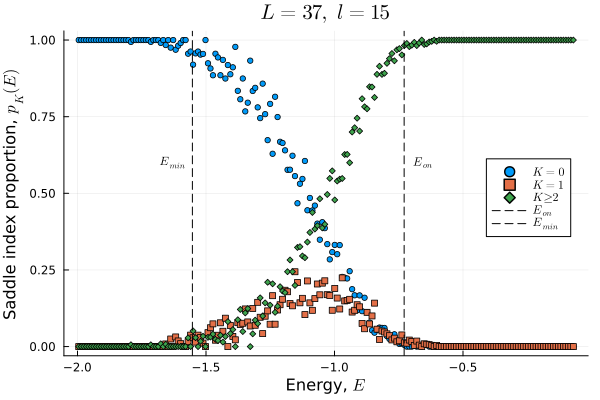 L = 37, l = 15
Saddle index proportion, p_K(E)
1.00
0.75
0.50
0.25
0.00
E_min
E_on
K = 0
K = 1
K≥2
E_on
E_min
−2.0 −1.5 −1.0 −0.5
Energy, E